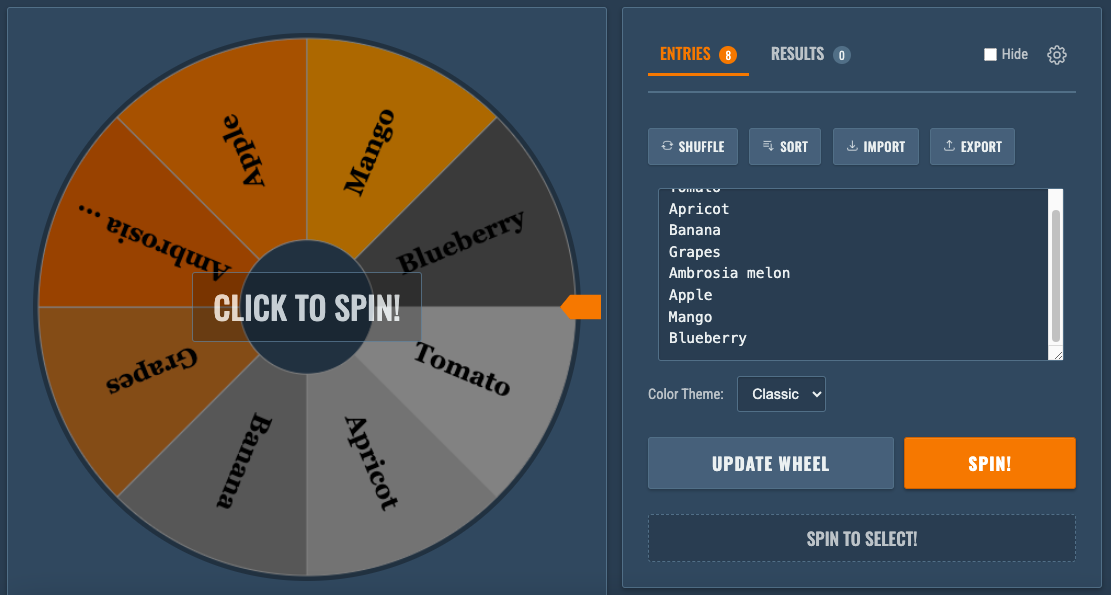 Apple
Mango
Ambrosia ...
Blueberry
CLICK TO SPIN!
Grapes
Tomato
Banana
Apricot
ENTRIES 8
RESULTS 0
Hide
SHUFFLE
SORT
IMPORT
EXPORT
Tomato
Apricot
Banana
Grapes
Ambrosia melon
Apple
Mango
Blueberry
Color Theme: Classic
UPDATE WHEEL
SPIN!
SPIN TO SELECT!